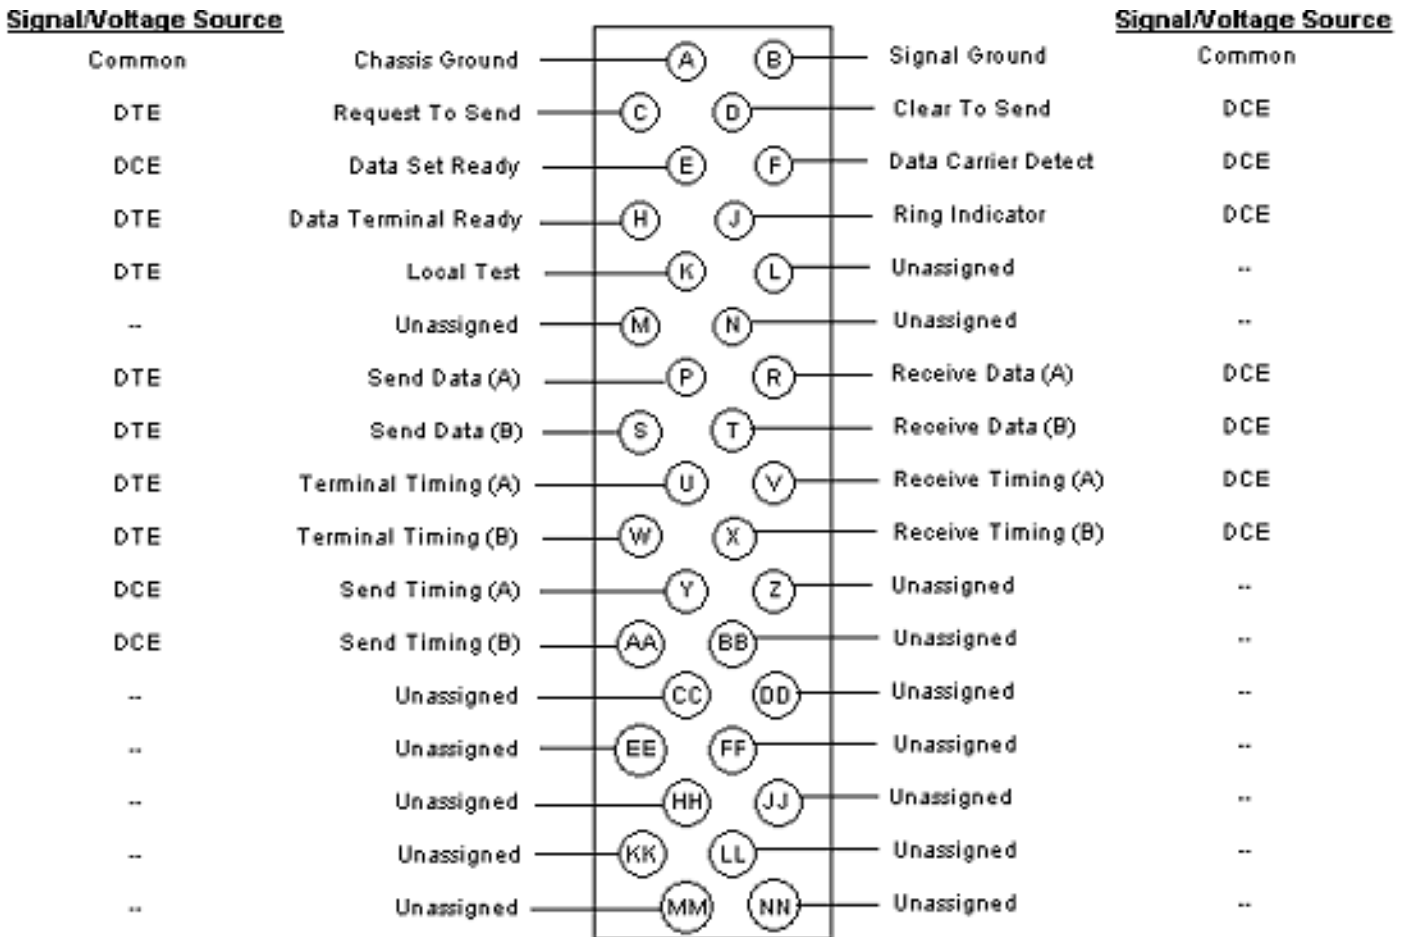 Signal/Voltage Source Signal/Voltage Source
Common Chassis Ground A B Signal Ground Common
DTE Request To Send C D Clear To Send DCE
DCE Data Set Ready E F Data Carrier Detect DCE
DTE Data Terminal Ready H J Ring Indicator DCE
DTE Local Test K L Unassigned --
-- Unassigned M N Unassigned --
DTE Send Data (A) P R Receive Data (A) DCE
DTE Send Data (B) S T Receive Data (B) DCE
DTE Terminal Timing (A) U V Receive Timing (A) DCE
DTE Terminal Timing (B) W X Receive Timing (B) DCE
DCE Send Timing (A) Y Z Unassigned --
DCE Send Timing (B) AA BB Unassigned --
-- Unassigned CC DD Unassigned --
-- Unassigned EE FF Unassigned --
-- Unassigned HH JJ Unassigned --
-- Unassigned KK LL Unassigned --
-- Unassigned MM NN Unassigned --